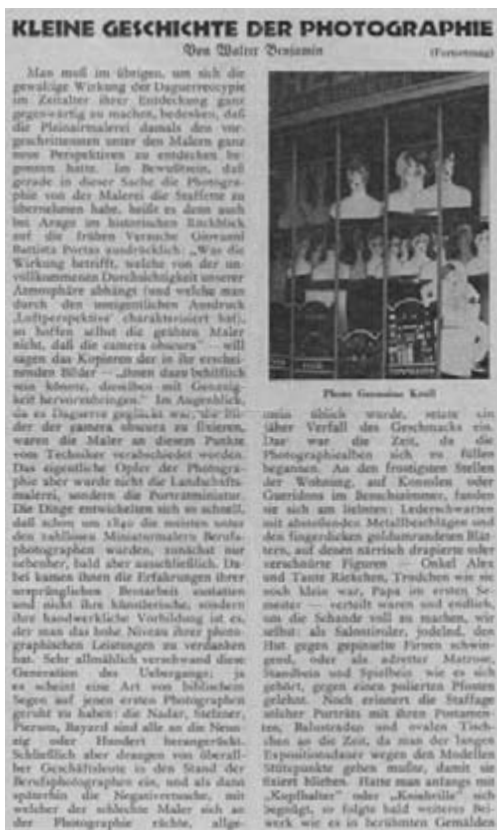 KLEINE GESCHICHTE DER PHOTOGRAPHIE
Von Walter Benjamin
(Fortsetzung)
Man muß im übrigen, um sich die
gewaltige Wirkung der Daguerreotypie
im Zeitalter ihrer Entdeckung ganz
gegenwärtig zu machen, bedenken, daß
die Pleinairmalerei damals den vor-
geschrittensten unter den Malern ganz
neue Perspektiven zu entdecken be-
gonnen hatte. Im Bewußtsein, daß
gerade in dieser Sache die Photogra-
phie von der Malerei die Staffette zu
übernehmen habe, heißt es denn auch
bei Arago im historischen Rückblick
auf die frühen Versuche Giovanni
Battista Portas ausdrücklich: „Was die
Wirkung betrifft, welche von der un-
vollkommenen Durchsichtigkeit unserer
Atmosphäre abhängt (und welche man
durch den uneigentlichen Ausdruck
‚Luftperspektive' charakterisiert hat),
so hoffen selbst die geübten Maler
nicht, daß die camera obscura" — will
sagen das Kopieren der in ihr erschei-
nenden Bilder — „ihnen dazu behilflich
sein könnte, dieselben mit Genauig-
keit hervorzubringen." Im Augenblick,
da es Daguerre geglückt war, die Bil-
der der camera obscura zu fixieren,
waren die Maler an diesem Punkte
vom Techniker verabschiedet worden.
Das eigentliche Opfer der Photogra-
phie aber wurde nicht die Landschafts-
malerei, sondern die Porträtminiatur.
Die Dinge entwickelten sich so schnell,
daß schon um 1840 die meisten unter
den zahllosen Miniaturmalern Berufs-
photographen wurden, zunächst nur
nebenher, bald aber ausschließlich. Da-
bei kamen ihnen die Erfahrungen ihrer
ursprünglichen Brotarbeit zustatten
und nicht ihre künstlerische, sondern
ihre handwerkliche Vorbildung ist es,
der man das hohe Niveau ihrer photo-
graphischen Leistungen zu verdanken
hat. Sehr allmählich verschwand diese
Generation des Uebergangs; ja
es scheint eine Art von biblischem
Segen auf jenen ersten Photographen
geruht zu haben: die Nadar, Stelzner,
Pierson, Bayard sind alle an die Neun-
zig oder Hundert herangerückt.
Schließlich aber drangen von überall-
her Geschäftsleute in den Stand der
Berufsphotographen ein, und als dann
späterhin die Negativretusche, mit
welcher der schlechte Maler sich an
der Photographie rächte, allge-
Photo Germaine Krull
mein üblich wurde, setzte ein
jäher Verfall des Geschmacks ein.
Das war die Zeit, da die
Photographiealben sich zu füllen
begannen. An den frostigsten Stellen
der Wohnung, auf Konsolen oder
Gueridons im Besuchszimmer, fanden
sie sich am liebsten: Lederschwarten
mit abstoßenden Metallbeschlägen und
den fingerdicken goldumrandeten Blät-
tern, auf denen närrisch drapierte oder
verschnürte Figuren — Onkel Alex
und Tante Riekchen, Trudchen wie sie
noch klein war, Papa im ersten Se-
mester — verteilt waren und endlich,
um die Schande voll zu machen, wir
selbst: als Salontiroler, jodelnd, den
Hut gegen gepinselte Firnen schwin-
gend, oder als adretter Matrose,
Standbein und Spielbein wie es sich
gehört, gegen einen polierten Pfosten
gelehnt. Noch erinnert die Staffage
solcher Porträts mit ihren Postamen-
ten, Balustraden und ovalen Tisch-
chen an die Zeit, da man der langen
Expositionsdauer wegen den Modellen
Stützpunkte geben mußte, damit sie
fixiert blieben. Hatte man anfangs mit
„Kopfhalter" oder „Kniebrille" sich
begnügt, so folgte bald weiteres Bei-
werk wie es in berühmten Gemälden